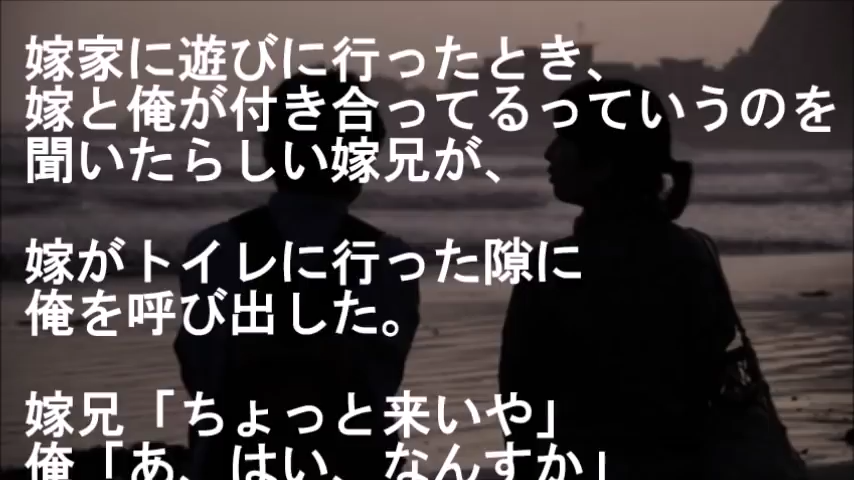 嫁家に遊びに行ったとき、
嫁と俺が付き合ってるっていうのを
聞いたらしい嫁兄が、
嫁がトイレに行った隙に
俺を呼び出した。
嫁兄「ちょっと来いや」
俺「あ、はい、なんすか」